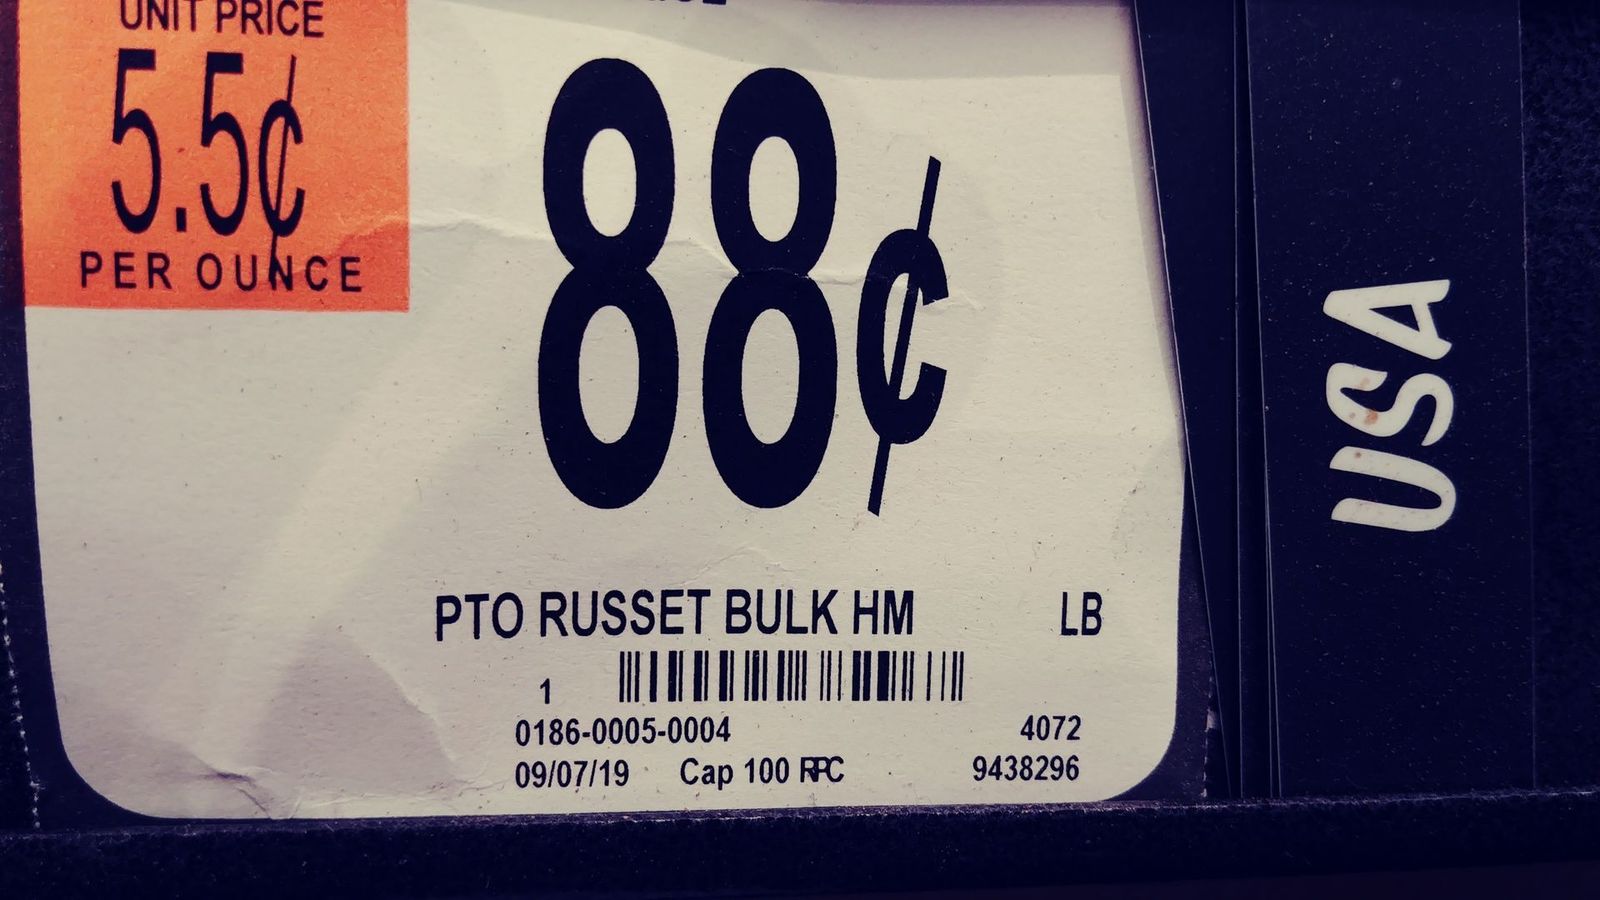 UNIT PRICE
5.5¢
PER OUNCE
88¢
PTO RUSSET BULK HM LB
1
0186-0005-0004 4072
09/07/19 Cap 100 RPC 9438296
USA